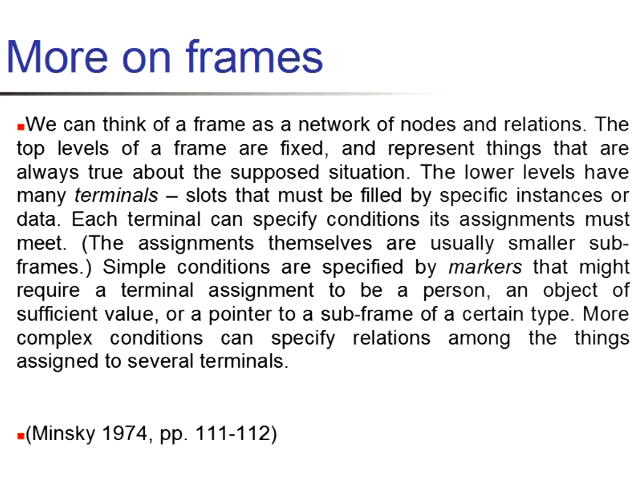 More on frames
We can think of a frame as a network of nodes and relations. The
top levels of a frame are fixed, and represent things that are
always true about the supposed situation. The lower levels have
many terminals – slots that must be filled by specific instances or
data. Each terminal can specify conditions its assignments must
meet. (The assignments themselves are usually smaller sub-
frames.) Simple conditions are specified by markers that might
require a terminal assignment to be a person, an object of
sufficient value, or a pointer to a sub-frame of a certain type. More
complex conditions can specify relations among the things
assigned to several terminals.
(Minsky 1974, pp. 111-112)